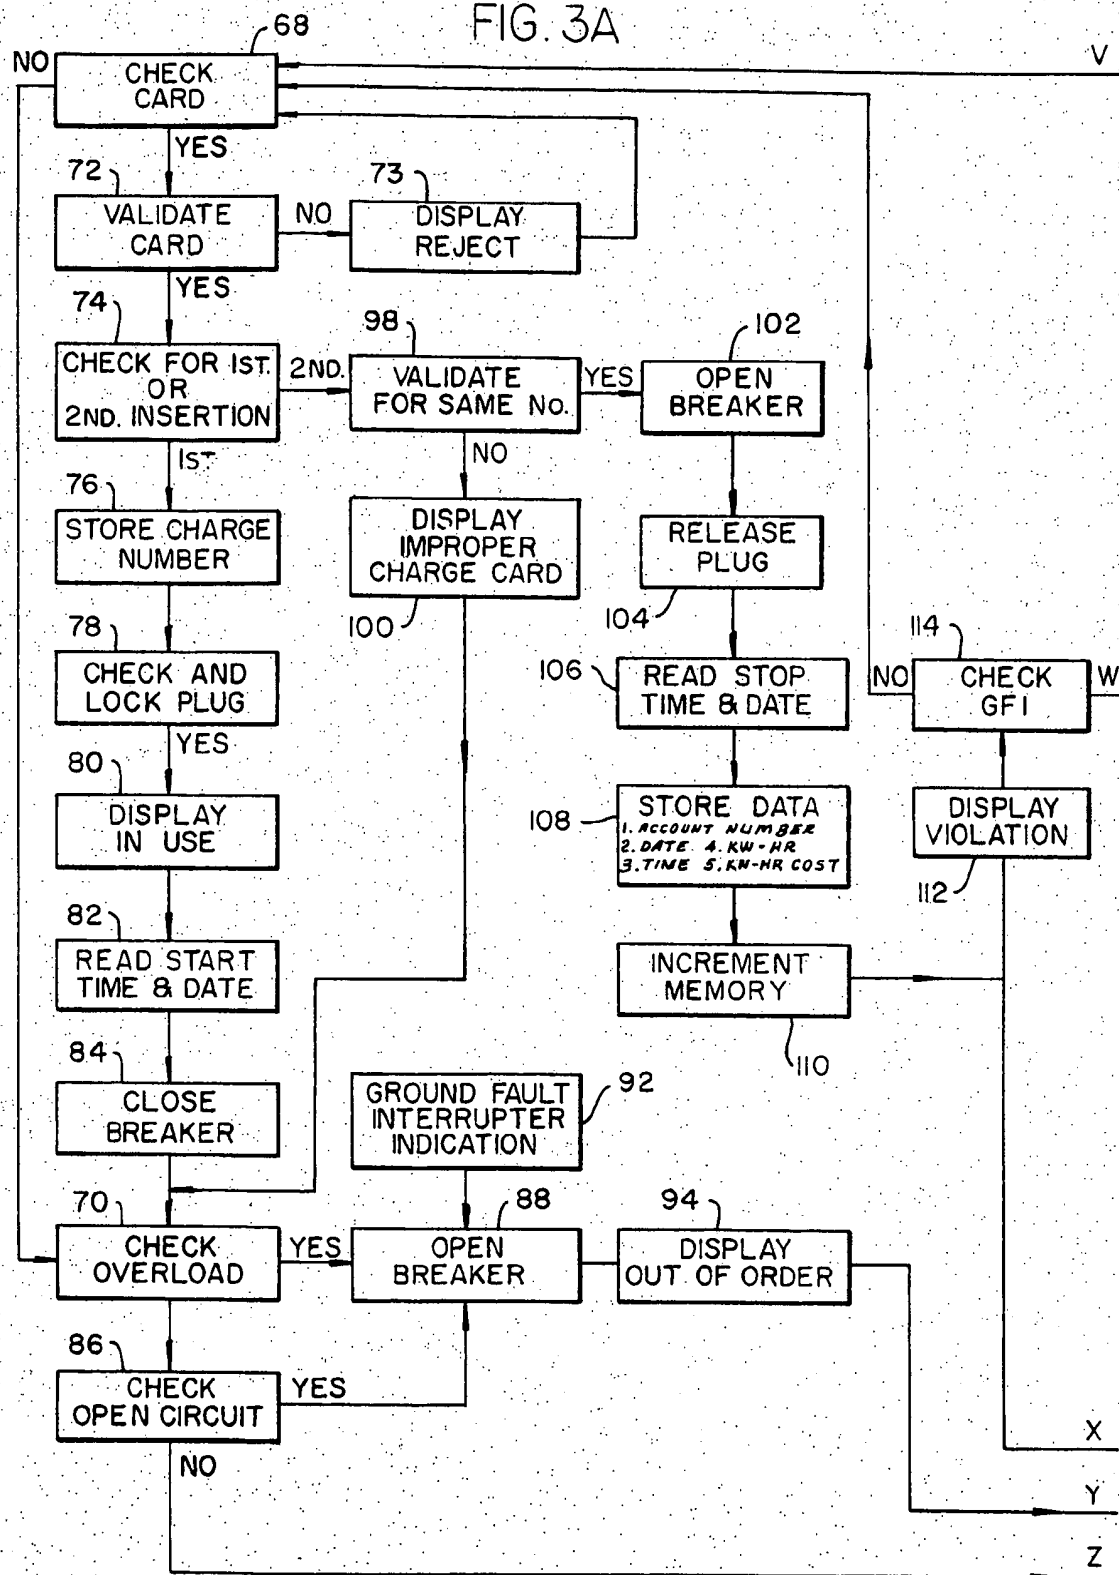 FIG. 3A
68
NO
CHECK
CARD
V
YES
72
VALIDATE
CARD
NO
73
DISPLAY
REJECT
YES
74
CHECK FOR 1ST.
OR
2ND. INSERTION
2ND.
98
VALIDATE
FOR SAME NO.
YES
102
OPEN
BREAKER
1ST
NO
76
STORE CHARGE
NUMBER
DISPLAY
IMPROPER
CHARGE CARD
100
RELEASE
PLUG
104
78
CHECK AND
LOCK PLUG
YES
106
READ STOP
TIME & DATE
114
NO
CHECK
GFI
W
80
DISPLAY
IN USE
108
STORE DATA
1. ACCOUNT NUMBER
2. DATE 4. KW-HR
3. TIME 5. KW-HR COST
DISPLAY
VIOLATION
112
82
READ START
TIME & DATE
INCREMENT
MEMORY
110
84
CLOSE
BREAKER
GROUND FAULT
INTERRUPTER
INDICATION
92
70
CHECK
OVERLOAD
YES
88
OPEN
BREAKER
94
DISPLAY
OUT OF ORDER
86
CHECK
OPEN CIRCUIT
YES
NO
X
Y
Z